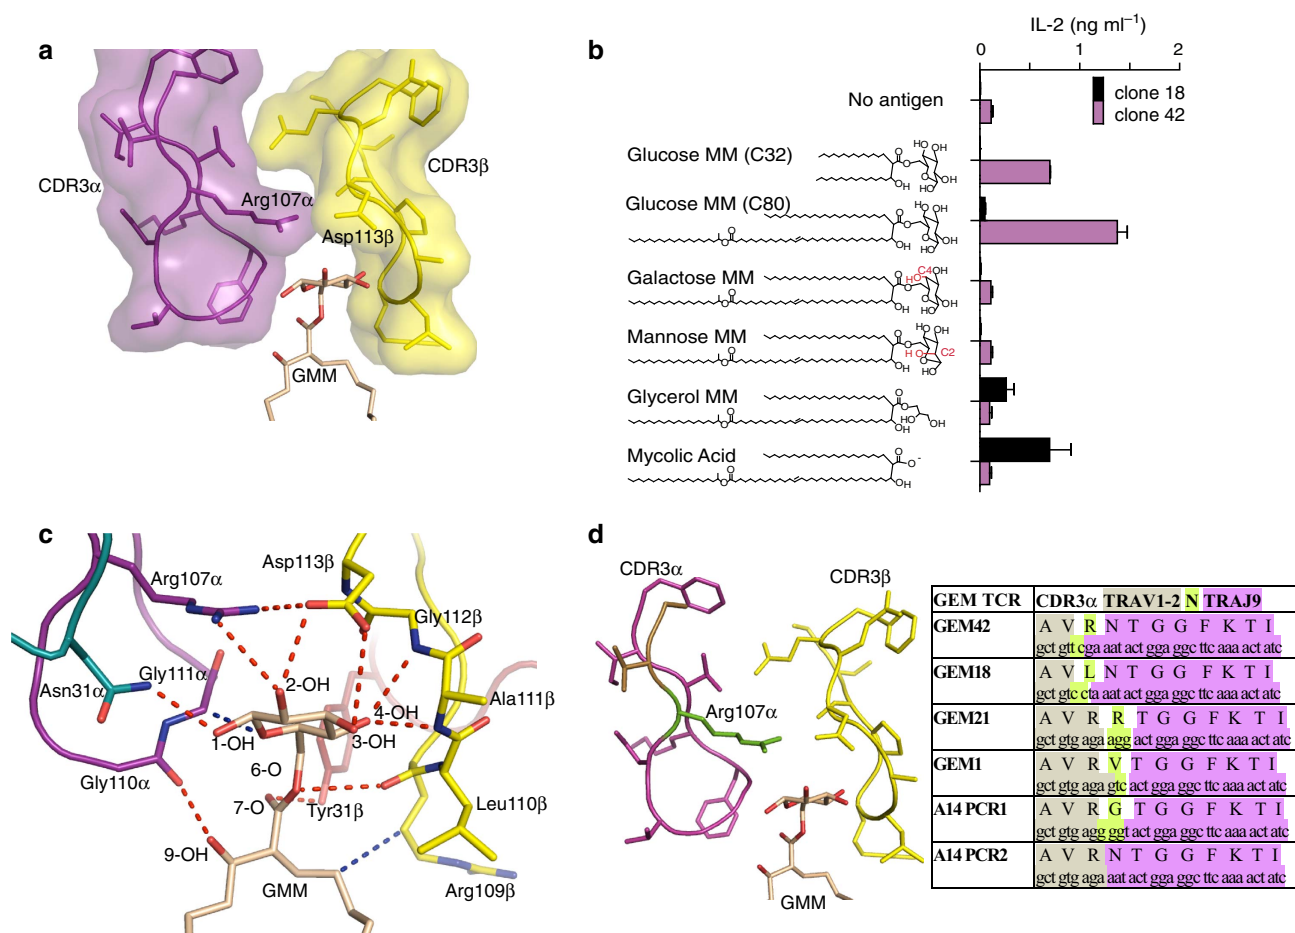 a
CDR3α
CDR3β
Arg107α
Asp113β
GMM
b
IL-2 (ng ml–1)
0 1 2
clone 18
clone 42
No antigen
Glucose MM (C32)
Glucose MM (C80)
Galactose MM
C4
Mannose MM
C2
Glycerol MM
Mycolic Acid
c
Asp113β
Arg107α
Gly112β
Gly111α
Asn31α
2-OH
Ala111β
4-OH
1-OH
3-OH
6-O
Gly110α
7-O
Tyr31β
Leu110β
9-OH
GMM
Arg109β
d
CDR3α
CDR3β
Arg107α
GMM
GEM TCR CDR3α TRAV1-2 N TRAJ9
GEM42 A V R N T G G F K T I
gct gtt cga aat act gga ggc ttc aaa act atc
GEM18 A V L N T G G F K T I
gct gtc cta aat act gga ggc ttc aaa act atc
GEM21 A V R R T G G F K T I
gct gtg aga agg act gga ggc ttc aaa act atc
GEM1 A V R V T G G F K T I
gct gtg aga gtc act gga ggc ttc aaa act atc
A14 PCR1 A V R G T G G F K T I
gct gtg agg ggt act gga ggc ttc aaa act atc
A14 PCR2 A V R N T G G F K T I
gct gtg aga aat act gga ggc ttc aaa act atc